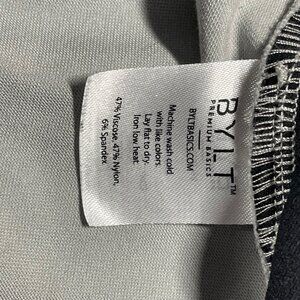 BYLT™
PREMIUM BASICS
BYLTBASICS.COM
Machine wash cold
with like colors.
Lay flat to dry.
Iron low heat.
47% Viscose, 47% Nylon,
6% Spandex